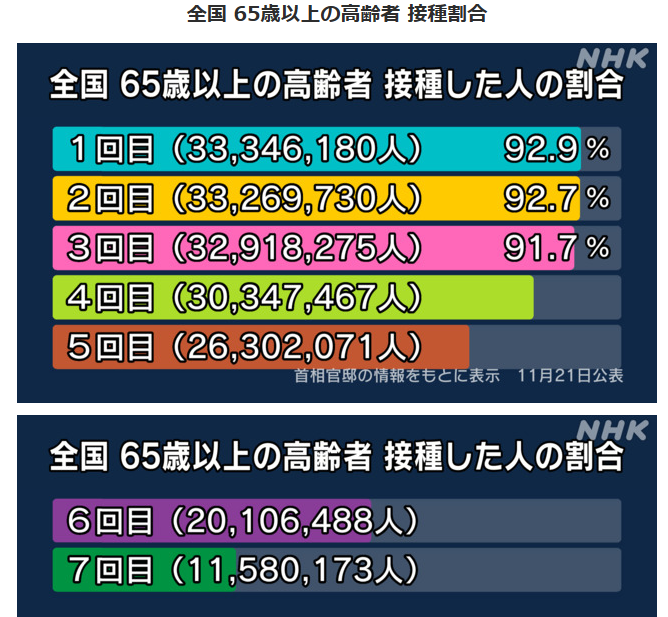 全国 65歳以上の高齢者 接種割合
NHK
全国 65歳以上の高齢者 接種した人の割合
1回目（33,346,180人） 92.9 %
2回目（33,269,730人） 92.7 %
3回目（32,918,275人） 91.7 %
4回目（30,347,467人）
5回目（26,302,071人）
首相官邸の情報をもとに表示　11月21日公表
NHK
全国 65歳以上の高齢者 接種した人の割合
6回目（20,106,488人）
7回目（11,580,173人）